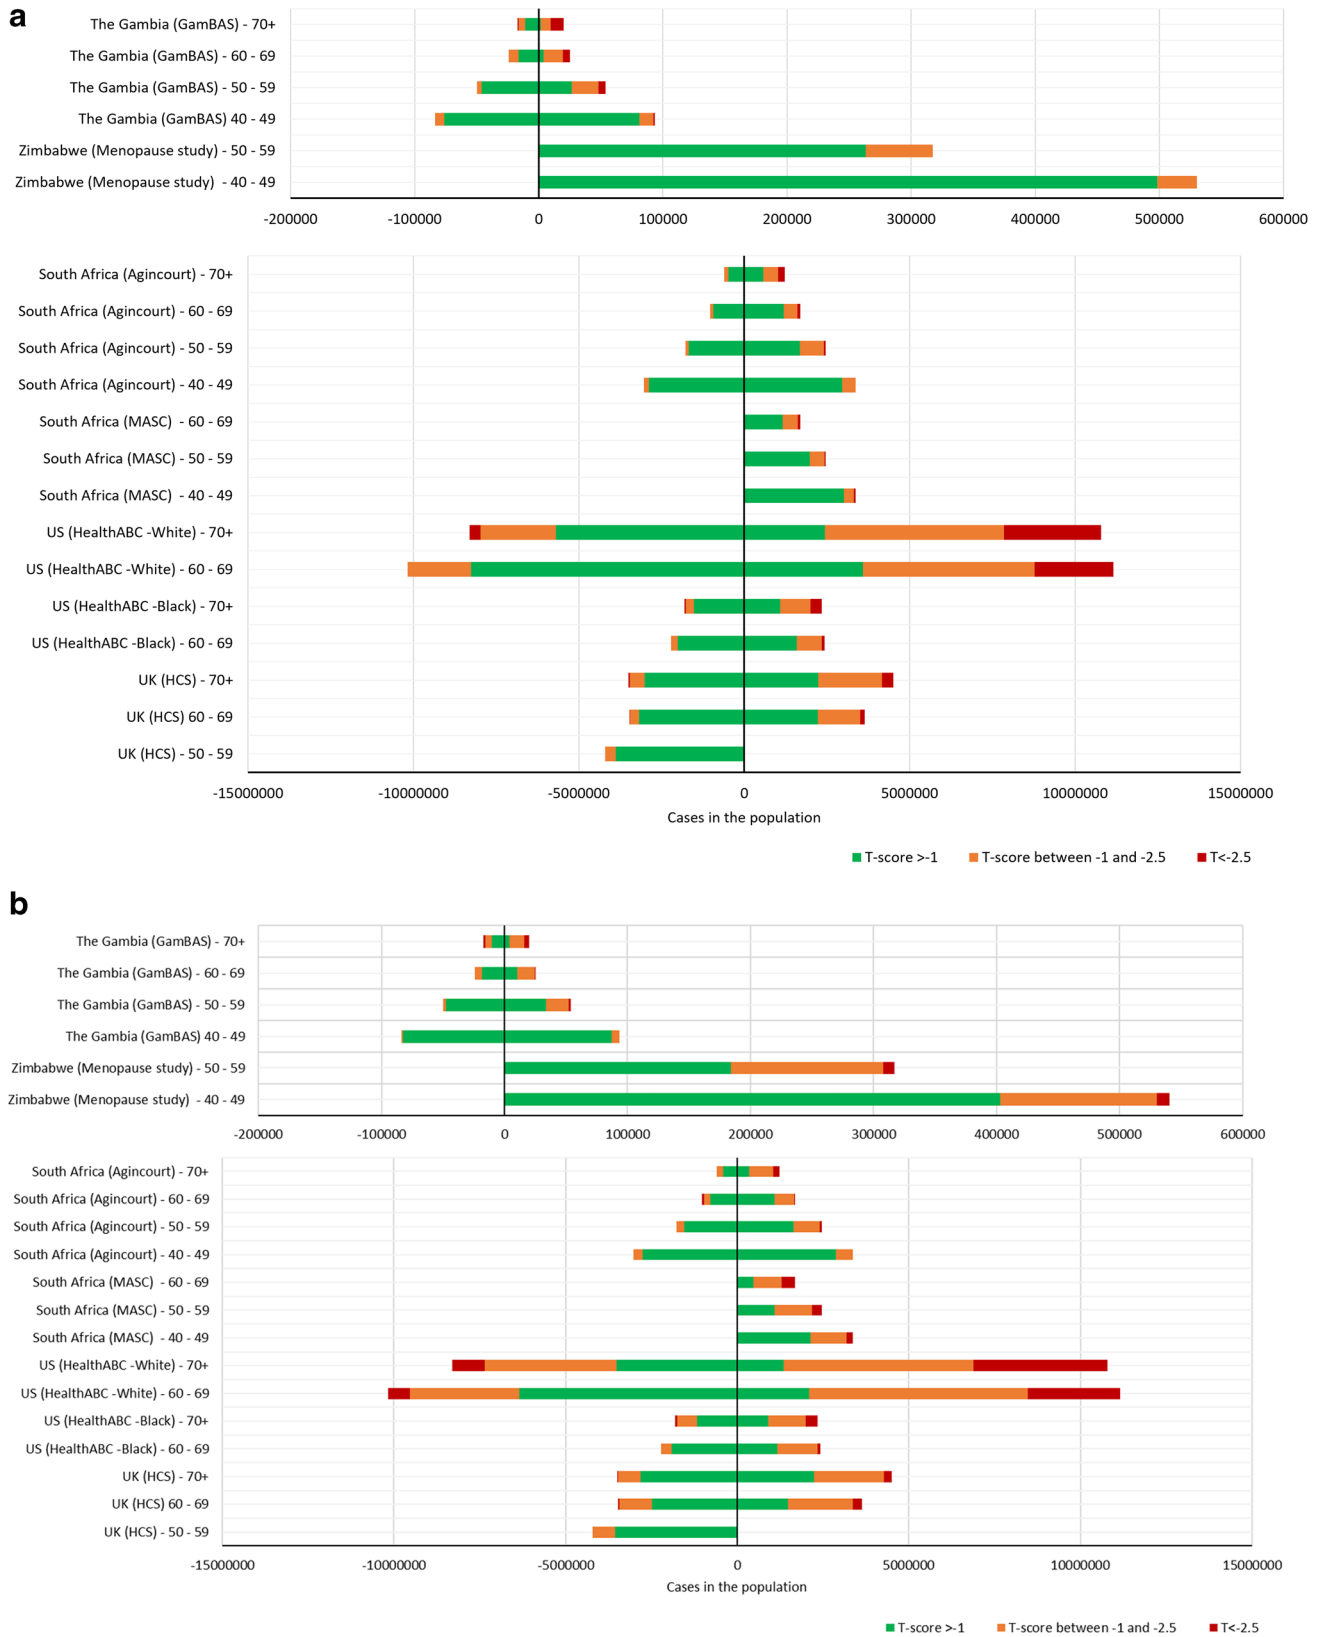 a
The Gambia (GamBAS) - 70+
The Gambia (GamBAS) - 60 - 69
The Gambia (GamBAS) - 50 - 59
The Gambia (GamBAS) 40 - 49
Zimbabwe (Menopause study) - 50 - 59
Zimbabwe (Menopause study)  - 40 - 49
-200000 -100000 0 100000 200000 300000 400000 500000 600000
South Africa (Agincourt) - 70+
South Africa (Agincourt) - 60 - 69
South Africa (Agincourt) - 50 - 59
South Africa (Agincourt) - 40 - 49
South Africa (MASC)  - 60 - 69
South Africa (MASC)  - 50 - 59
South Africa (MASC)  - 40 - 49
US (HealthABC -White) - 70+
US (HealthABC -White) - 60 - 69
US (HealthABC -Black) - 70+
US (HealthABC -Black) - 60 - 69
UK (HCS) - 70+
UK (HCS) 60 - 69
UK (HCS) - 50 - 59
-15000000 -10000000 -5000000 0 5000000 10000000 15000000
Cases in the population
T-score >-1 T-score between -1 and -2.5 T<-2.5
b
The Gambia (GamBAS) - 70+
The Gambia (GamBAS) - 60 - 69
The Gambia (GamBAS) - 50 - 59
The Gambia (GamBAS) 40 - 49
Zimbabwe (Menopause study) - 50 - 59
Zimbabwe (Menopause study)  - 40 - 49
-200000 -100000 0 100000 200000 300000 400000 500000 600000
South Africa (Agincourt) - 70+
South Africa (Agincourt) - 60 - 69
South Africa (Agincourt) - 50 - 59
South Africa (Agincourt) - 40 - 49
South Africa (MASC)  - 60 - 69
South Africa (MASC)  - 50 - 59
South Africa (MASC)  - 40 - 49
US (HealthABC -White) - 70+
US (HealthABC -White) - 60 - 69
US (HealthABC -Black) - 70+
US (HealthABC -Black) - 60 - 69
UK (HCS) - 70+
UK (HCS) 60 - 69
UK (HCS) - 50 - 59
-15000000 -10000000 -5000000 0 5000000 10000000 15000000
Cases in the population
T-score >-1 T-score between -1 and -2.5 T<-2.5